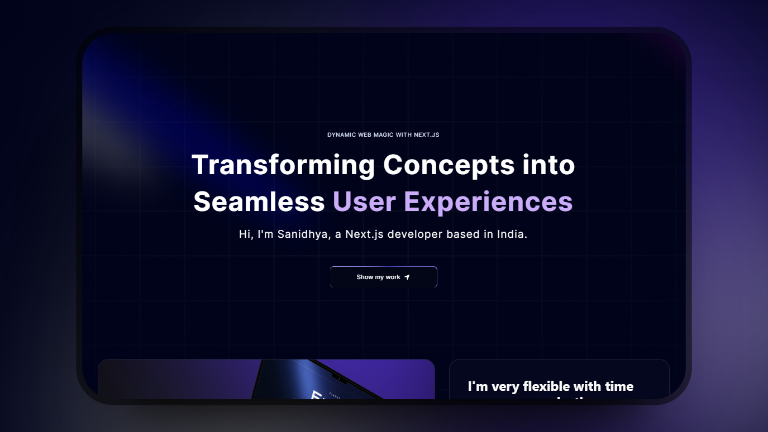 DYNAMIC WEB MAGIC WITH NEXT.JS
Transforming Concepts into
Seamless User Experiences
Hi, I'm Sanidhya, a Next.js developer based in India.
Show my work
I'm very flexible with time